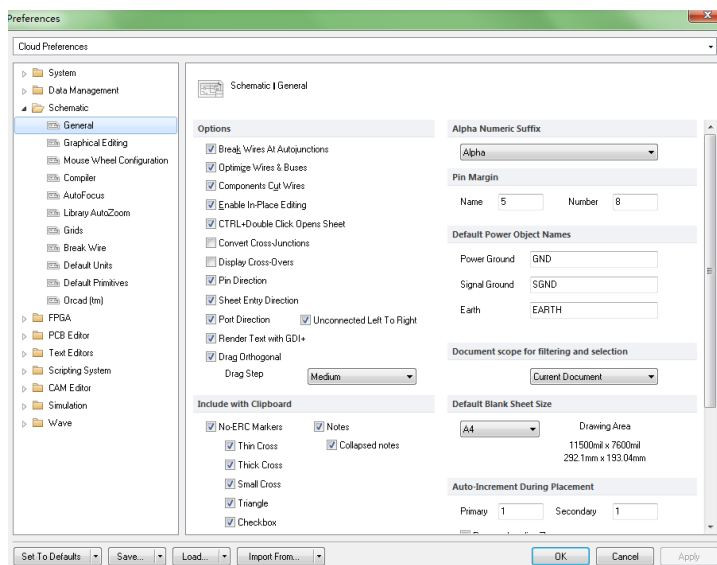 Preferences
Cloud Preferences
System
Data Management
Schematic
General
Graphical Editing
Mouse Wheel Configuration
Compiler
AutoFocus
Library AutoZoom
Grids
Break Wire
Default Units
Default Primitives
Orcad (tm)
FPGA
PCB Editor
Text Editors
Scripting System
CAM Editor
Simulation
Wave
Schematic | General
Options
Break Wires At Autojunctions
Optimize Wires & Buses
Components Cut Wires
Enable In-Place Editing
CTRL+Double Click Opens Sheet
Convert Cross-Junctions
Display Cross-Overs
Pin Direction
Sheet Entry Direction
Port Direction Unconnected Left To Right
Render Text with GDI+
Drag Orthogonal
Drag Step Medium
Include with Clipboard
No-ERC Markers Notes
Thin Cross Collapsed notes
Thick Cross
Small Cross
Triangle
Checkbox
Alpha Numeric Suffix
Alpha
Pin Margin
Name 5 Number 8
Default Power Object Names
Power Ground GND
Signal Ground SGND
Earth EARTH
Document scope for filtering and selection
Current Document
Default Blank Sheet Size
A4 Drawing Area
11500mil x 7600mil
292.1mm x 193.04mm
Auto-Increment During Placement
Primary 1 Secondary 1
Set To Defaults Save... Load... Import From... OK Cancel Apply